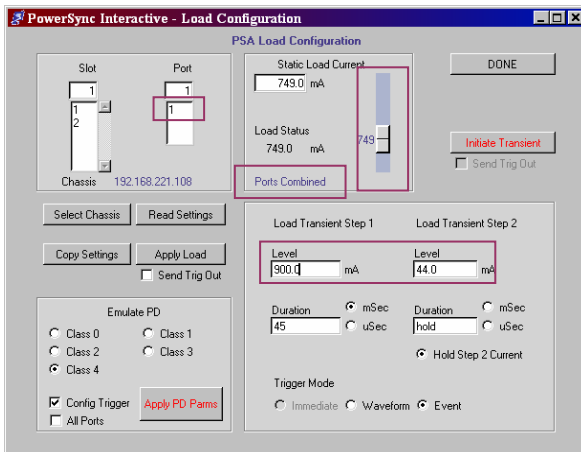 PowerSync Interactive - Load Configuration
PSA Load Configuration
Slot Port
1 1
1 1
2
Chassis 192.168.221.108
Static Load Current
749.0 mA
Load Status
749.0 mA
749
Ports Combined
DONE
Initiate Transient
Send Trig Out
Select Chassis Read Settings
Copy Settings Apply Load
Send Trig Out
Emulate PD
Class 0 Class 1
Class 2 Class 3
Class 4
Config Trigger
All Ports
Apply PD Parms
Load Transient Step 1 Load Transient Step 2
Level Level
900.0 mA 44.0 mA
Duration mSec Duration mSec
45 uSec hold uSec
Hold Step 2 Current
Trigger Mode
Immediate Waveform Event